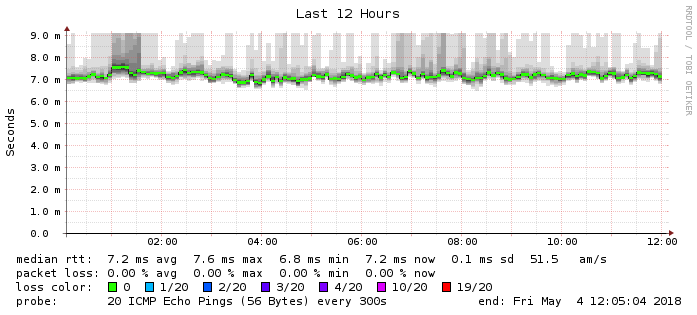 Last 12 Hours
RRDTOOL / TOBI OETIKER
Seconds
9.0 m
8.0 m
7.0 m
6.0 m
5.0 m
4.0 m
3.0 m
2.0 m
1.0 m
0.0
02:00 04:00 06:00 08:00 10:00 12:00
median rtt: 7.2 ms avg 7.6 ms max 6.8 ms min 7.2 ms now 0.1 ms sd 51.5 am/s
packet loss: 0.00 % avg 0.00 % max 0.00 % min 0.00 % now
loss color: 0 1/20 2/20 3/20 4/20 10/20 19/20
probe: 20 ICMP Echo Pings (56 Bytes) every 300s end: Fri May 4 12:05:04 2018